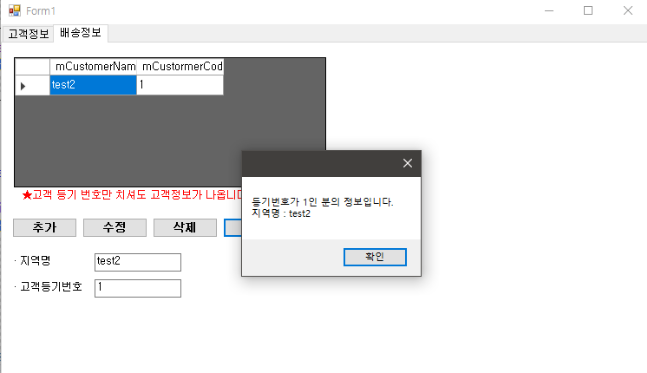 Form1
고객정보 배송정보
mCustomerNam mCustormerCod
test2 1
★고객 등기 번호만 치셔도 고객정보가 나옵니다
등기번호가 1인 분의 정보입니다.
지역명 : test2
확인
추가 수정 삭제
· 지역명 test2
· 고객등기번호 1